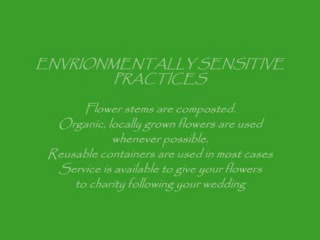 ENVRIONMENTALLY SENSITIVE
PRACTICES
Flower stems are composted.
Organic, locally grown flowers are used
whenever possible.
Reusable containers are used in most cases
Service is available to give your flowers
to charity following your wedding